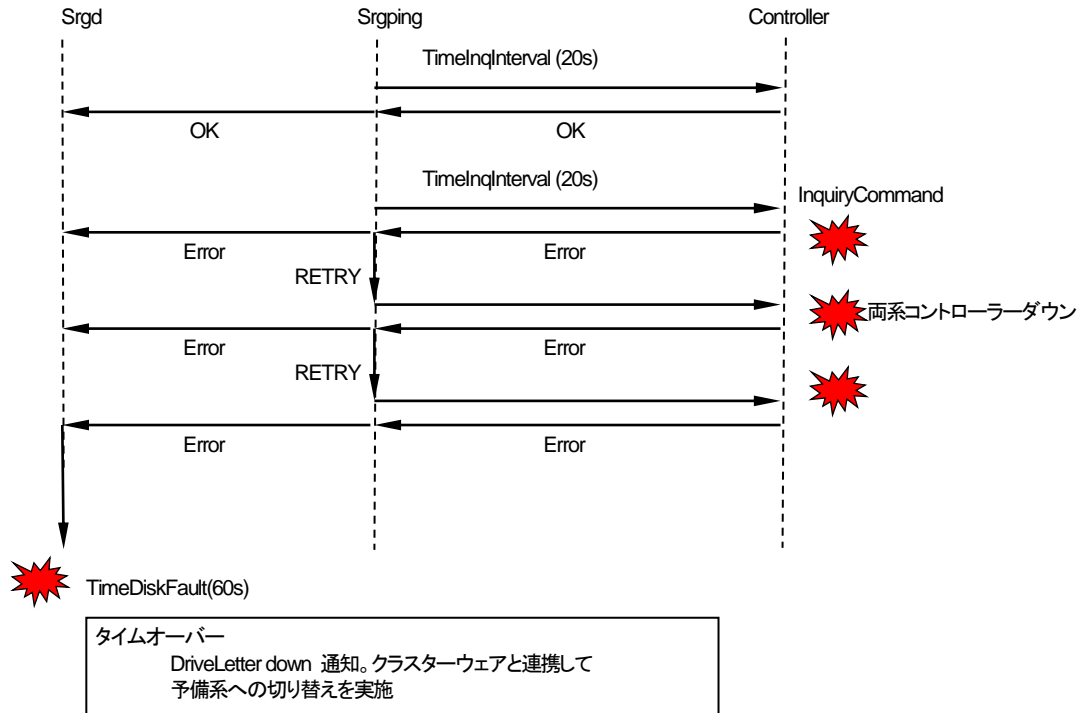 Srgd Srgping Controller
TimeInqInterval (20s)
OK OK
TimeInqInterval (20s)
InquiryCommand
Error Error
RETRY
両系コントローラーダウン
Error Error
RETRY
Error Error
TimeDiskFault(60s)
タイムオーバー
DriveLetter down 通知。クラスターウェアと連携して
予備系への切り替えを実施